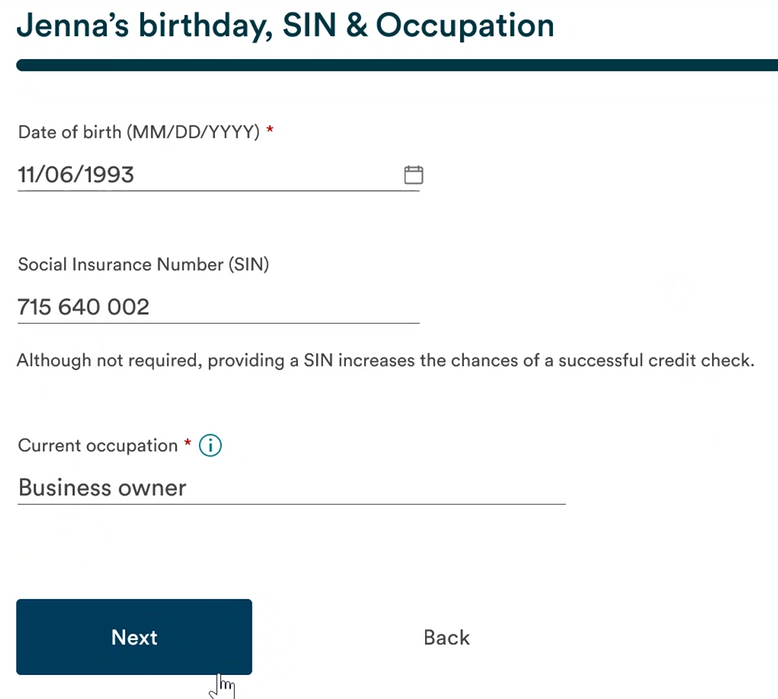 Jenna’s birthday, SIN & Occupation
Date of birth (MM/DD/YYYY) *
11/06/1993
Social Insurance Number (SIN)
715 640 002
Although not required, providing a SIN increases the chances of a successful credit check.
Current occupation * i
Business owner
Next Back